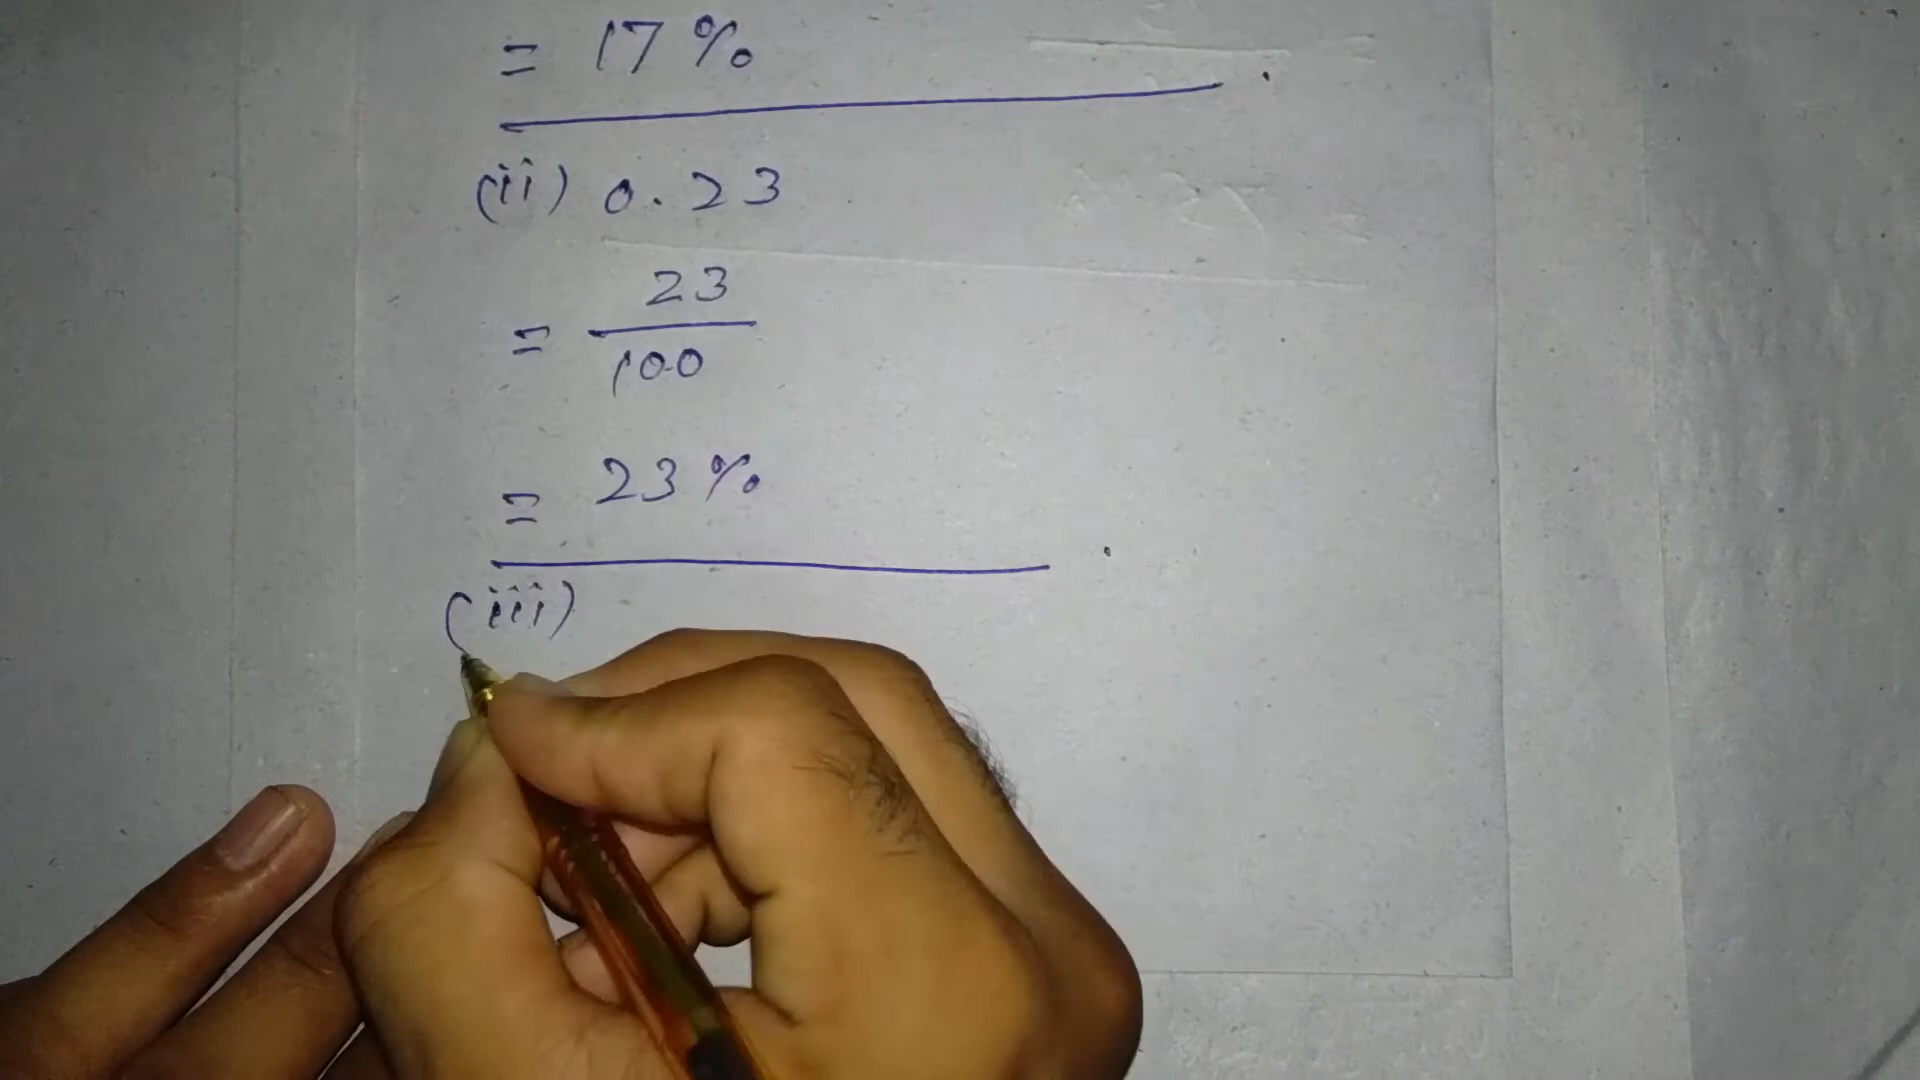 = 17%
(ii) 0.23
= 23/100
= 23%
(iii)